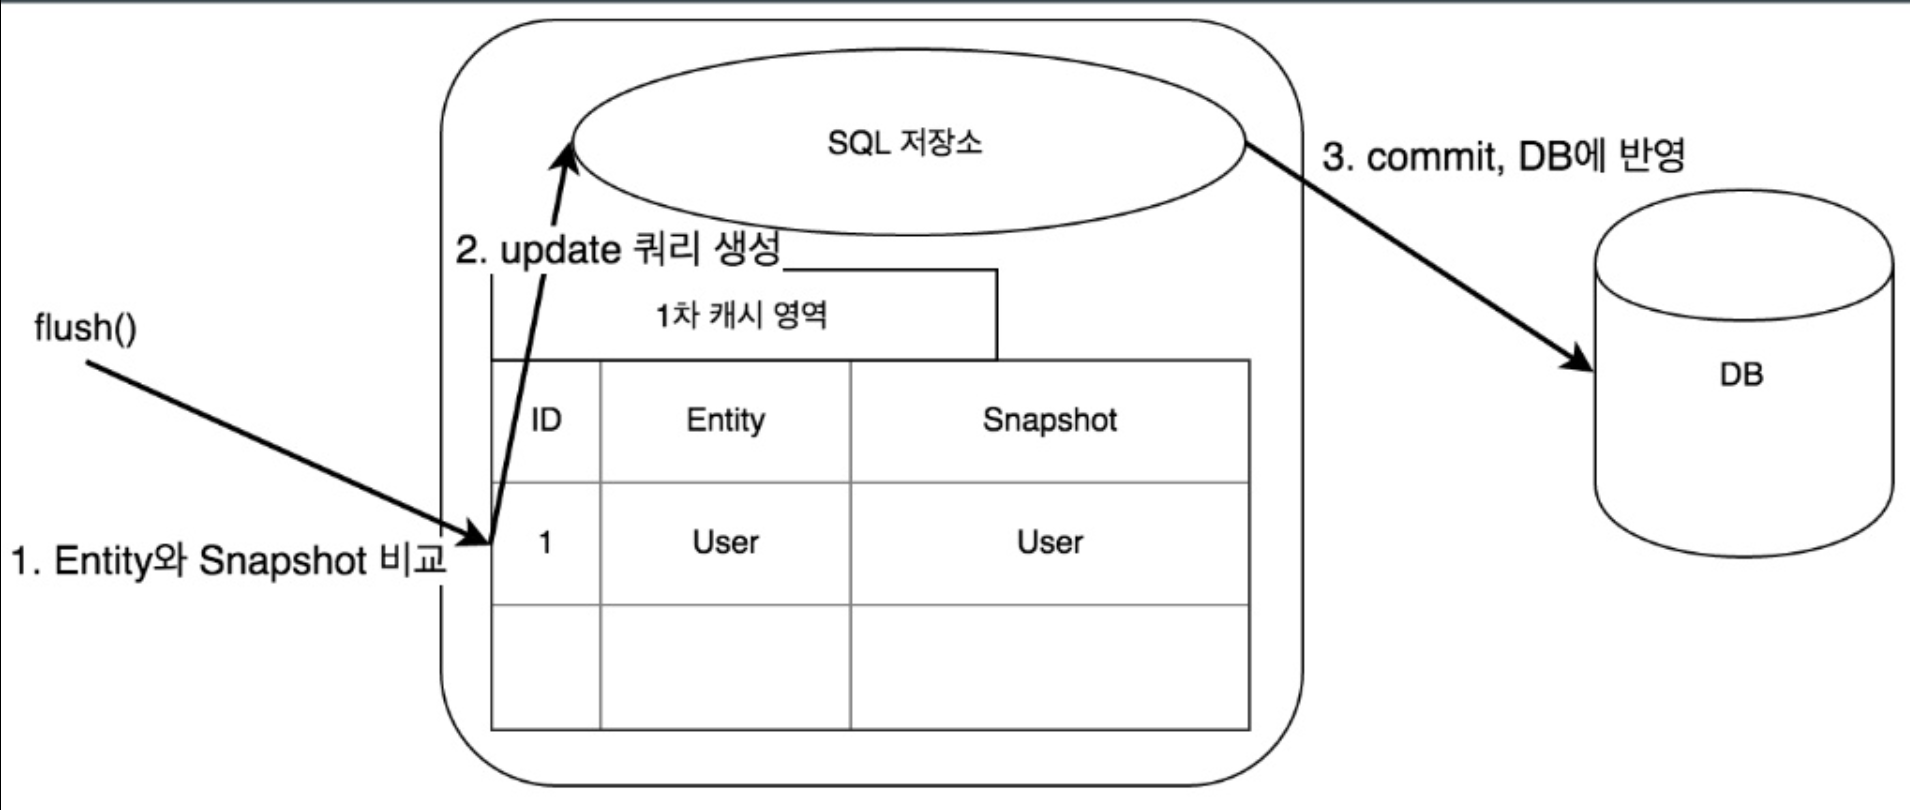 SQL 저장소
3. commit, DB에 반영
2. update 쿼리 생성
1차 캐시 영역
flush()
DB
ID Entity Snapshot
1 User User
1. Entity와 Snapshot 비교